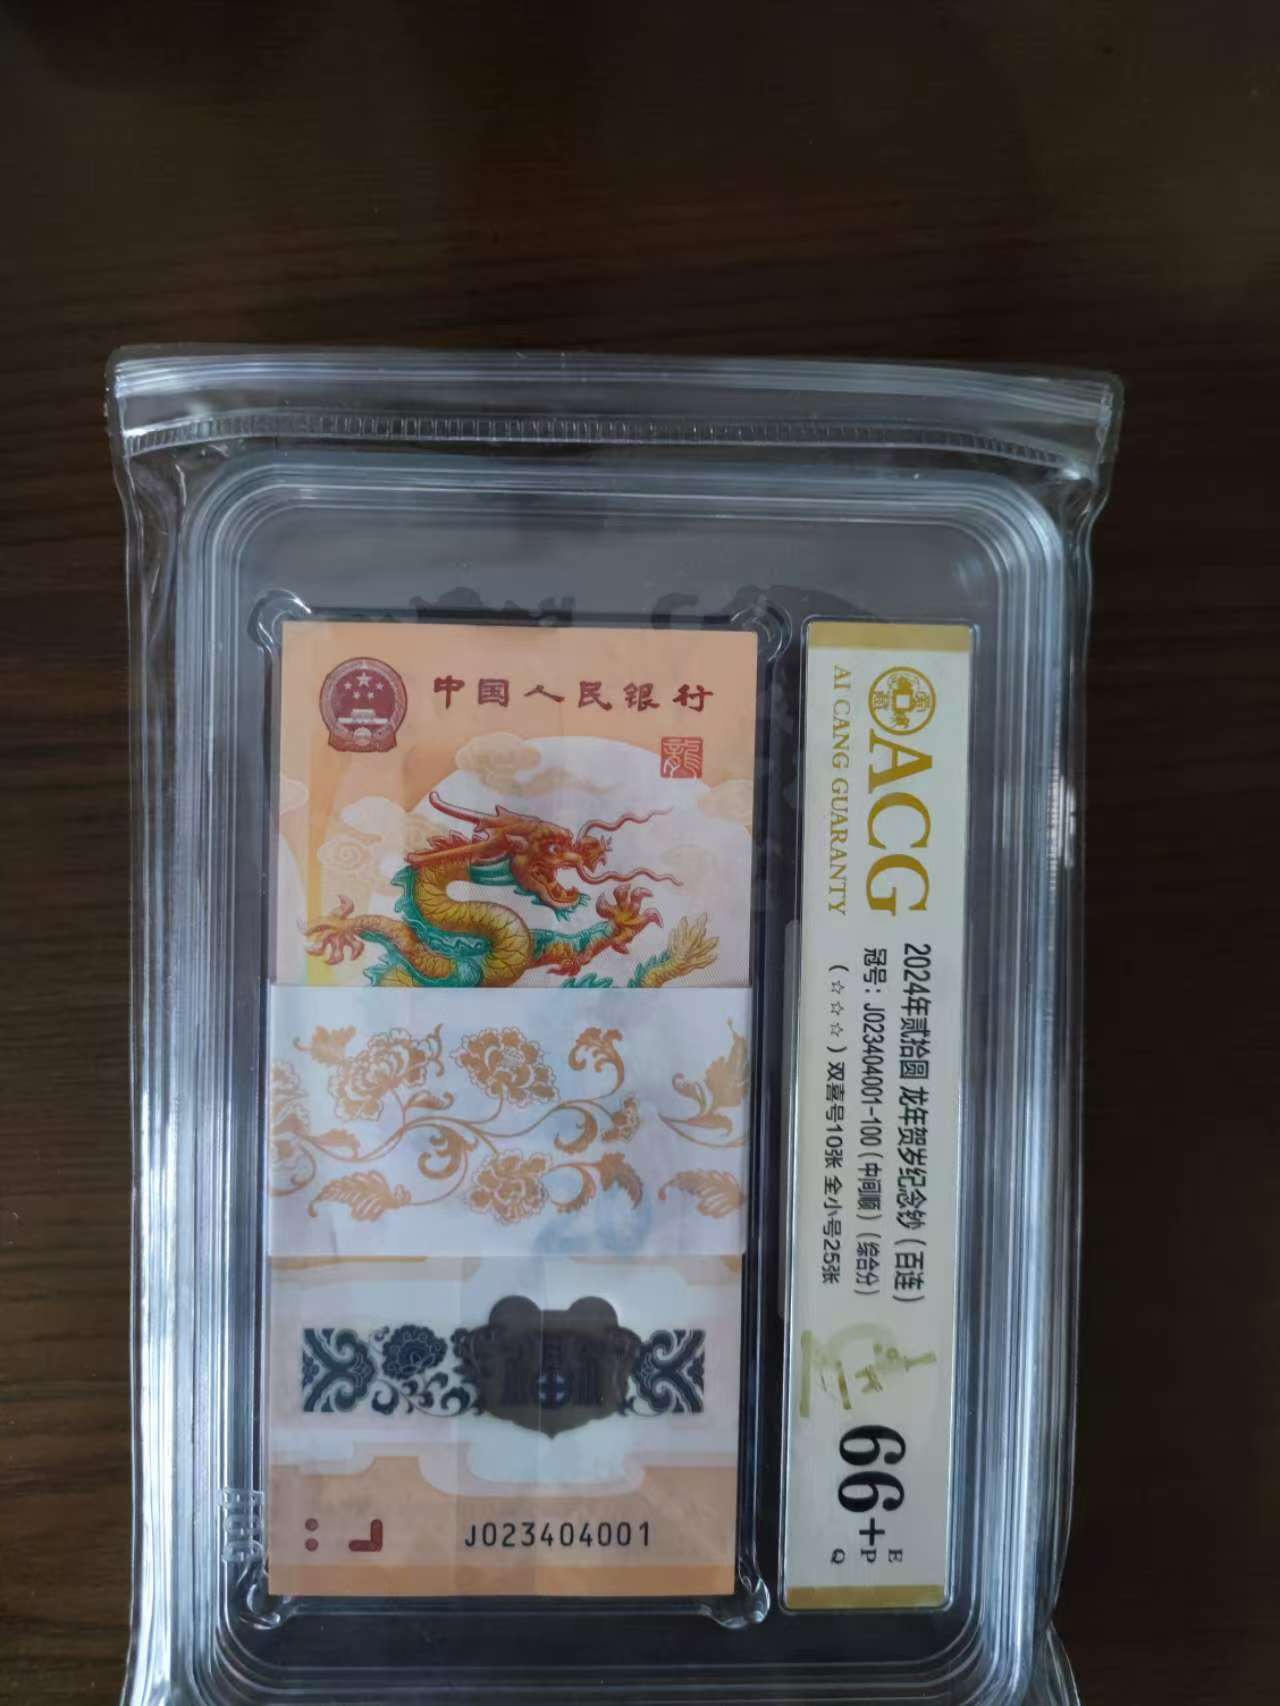 中国人民银行
龍
J023404001
ACG
AI CANG GUARANTY
2024年贰拾圆 龙年贺岁纪念钞（百连）
冠号：J023404001-100（中间顺）（综合分）
（☆☆☆）双喜号10张 全小号25张
66+
E
P
Q
ACG